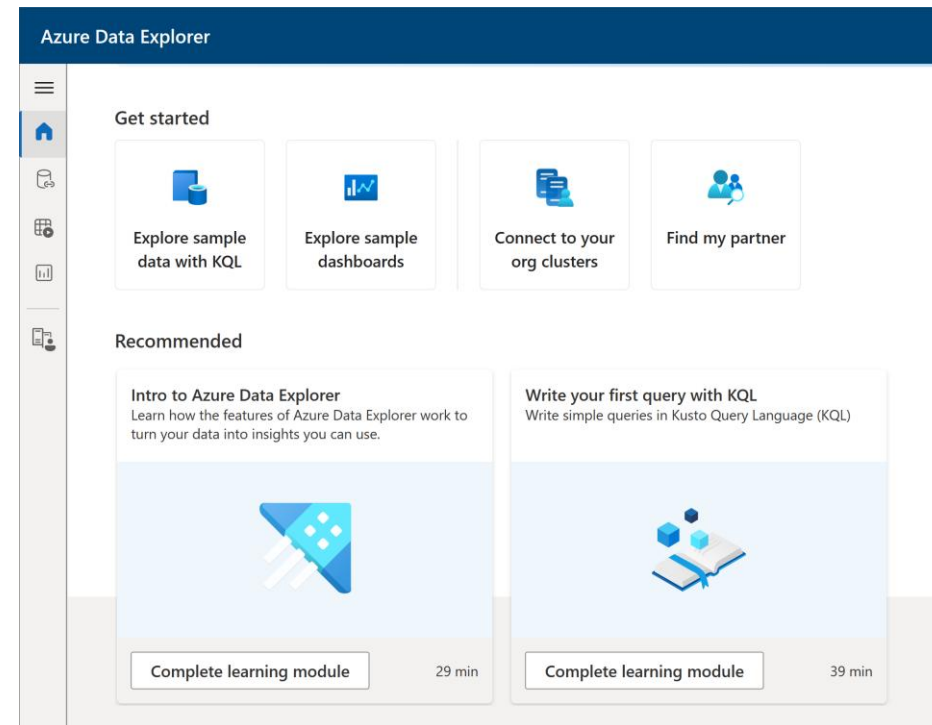 Azure Data Explorer
Get started
Explore sample
data with KQL
Explore sample
dashboards
Connect to your
org clusters
Find my partner
Recommended
Intro to Azure Data Explorer
Learn how the features of Azure Data Explorer work to
turn your data into insights you can use.
Complete learning module
29 min
Write your first query with KQL
Write simple queries in Kusto Query Language (KQL)
Complete learning module
39 min